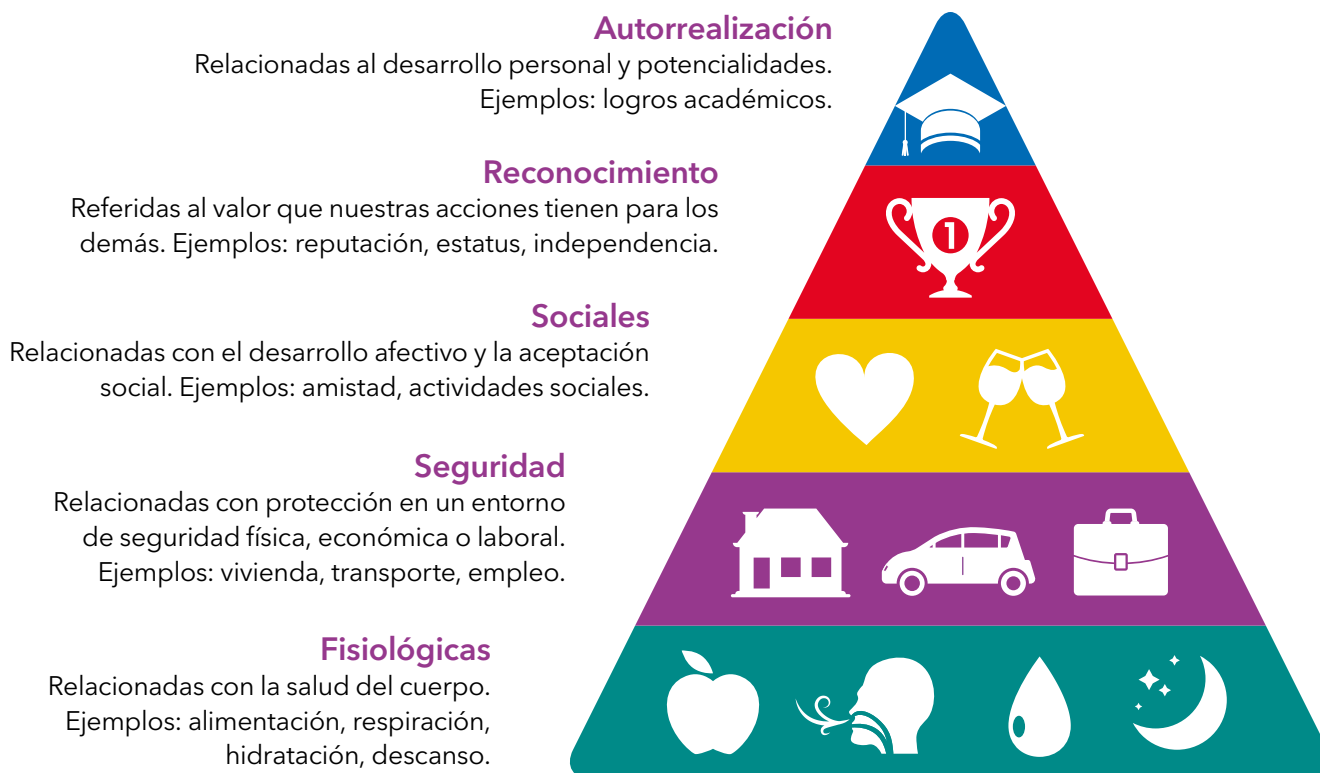 Autorrealización
Relacionadas al desarrollo personal y potencialidades.
Ejemplos: logros académicos.
Reconocimiento
Referidas al valor que nuestras acciones tienen para los
demás. Ejemplos: reputación, estatus, independencia.
1
Sociales
Relacionadas con el desarrollo afectivo y la aceptación
social. Ejemplos: amistad, actividades sociales.
Seguridad
Relacionadas con protección en un entorno
de seguridad física, económica o laboral.
Ejemplos: vivienda, transporte, empleo.
Fisiológicas
Relacionadas con la salud del cuerpo.
Ejemplos: alimentación, respiración,
hidratación, descanso.